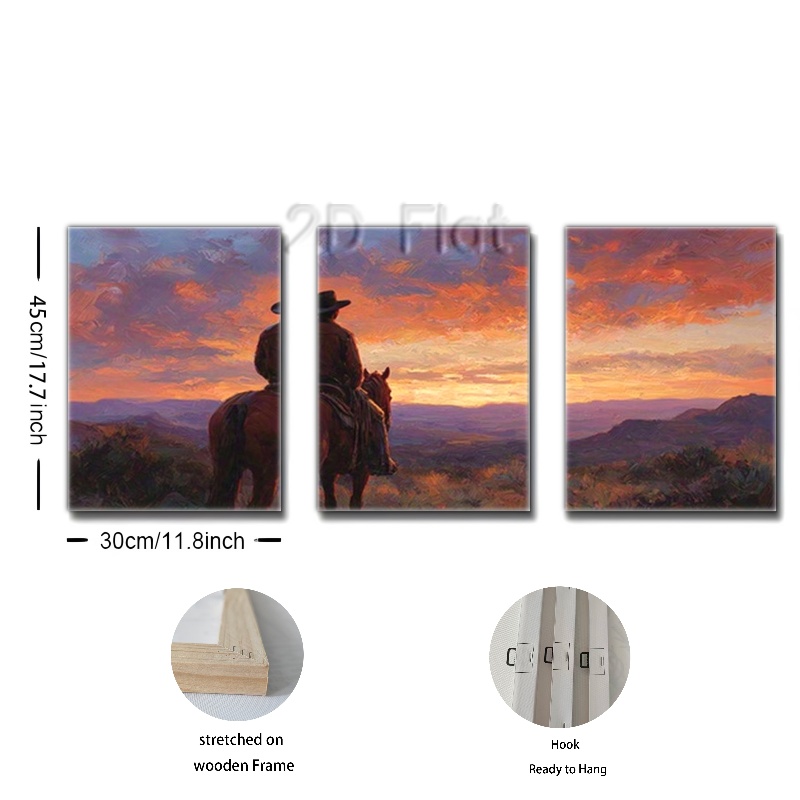 2D Flat
45cm/17.7inch
30cm/11.8inch
stretched on
wooden Frame
Hook
Ready to Hang